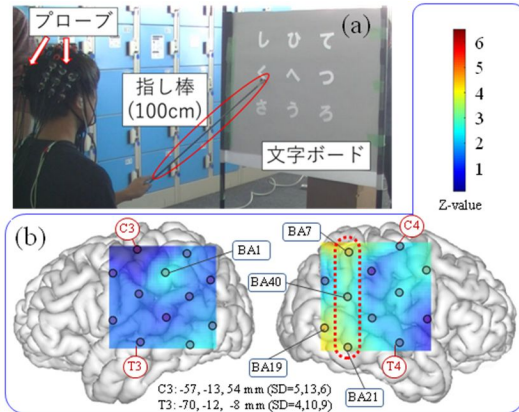 プローブ
(a)
指し棒
(100cm)
し ひ て
く へ つ
さ う ろ
文字ボード
6
5
4
3
2
1
Z-value
(b)
C3
BA1
BA7
C4
BA40
BA19
T3
BA21
T4
C3: -57, -13, 54 mm (SD=5,13,6)
T3: -70, -12, -8 mm (SD=4,10,9)